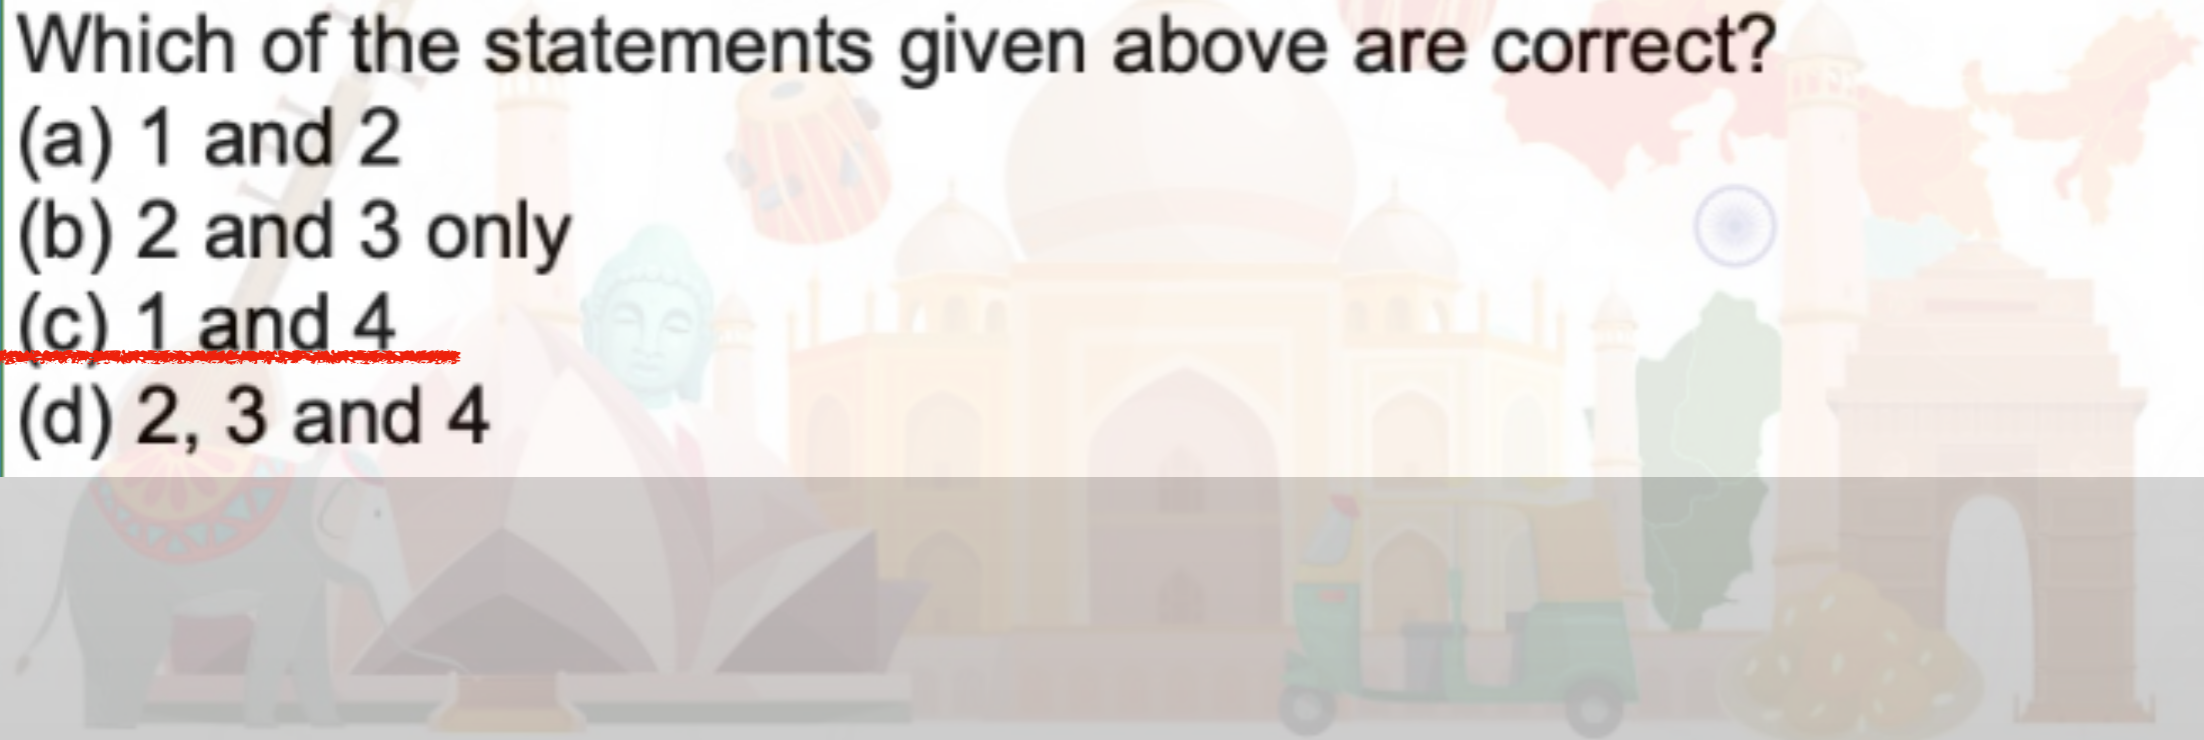 Which of the statements given above are correct?
(a) 1 and 2
(b) 2 and 3 only
(c) 1 and 4
(d) 2, 3 and 4